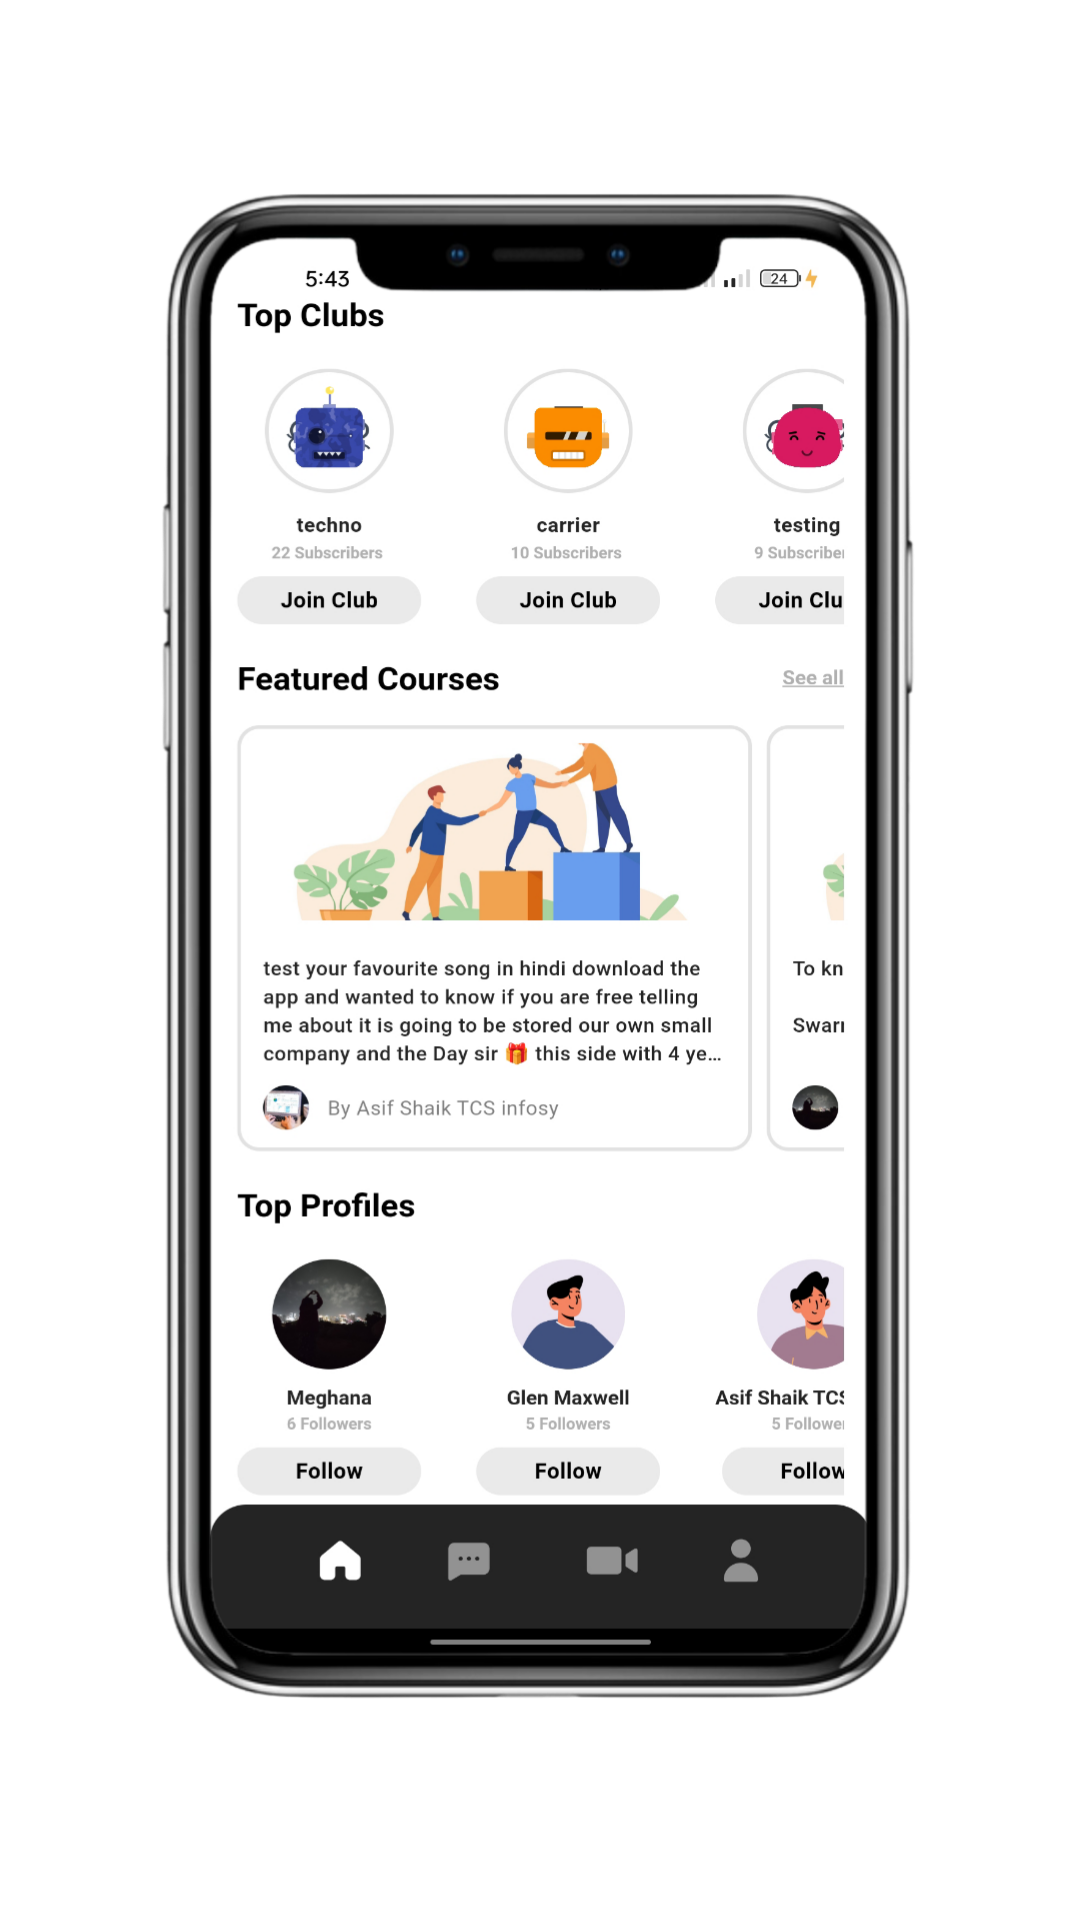 5:43
24
Top Clubs
techno
carrier
testing
22 Subscribers
10 Subscribers
9 Subscriber
Join Club
Join Club
Join Clu
Featured Courses
See all
test your favourite song in hindi download the
app and wanted to know if you are free telling
me about it is going to be stored our own small
company and the Day sir 🎁 this side with 4 ye...
By Asif Shaik TCS infosy
To kn
Swarn
Top Profiles
Meghana
Glen Maxwell
Asif Shaik TCS
6 Followers
5 Followers
5 Follower
Follow
Follow
Follow